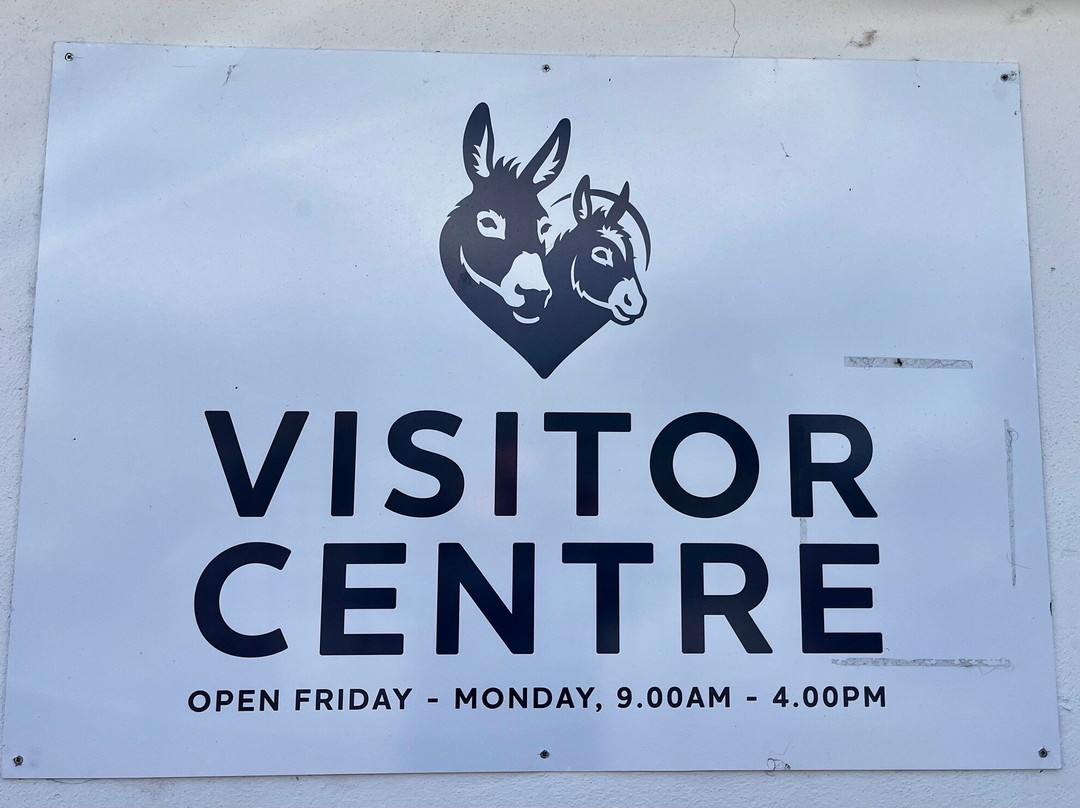 VISITOR
CENTRE
OPEN FRIDAY - MONDAY, 9.00AM - 4.00PM